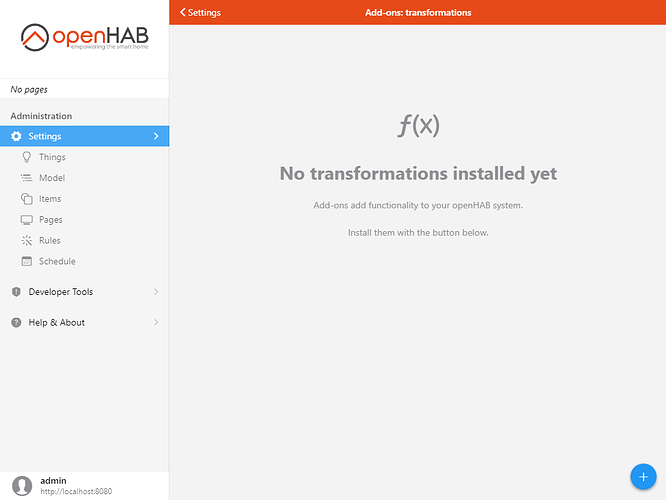 openHAB
empowering the smart home
No pages
Administration
Settings
Things
Model
Items
Pages
Rules
Schedule
Developer Tools
Help & About
admin
http://localhost:8080
Settings
Add-ons: transformations
ƒ(x)
No transformations installed yet
Add-ons add functionality to your openHAB system.
Install them with the button below.